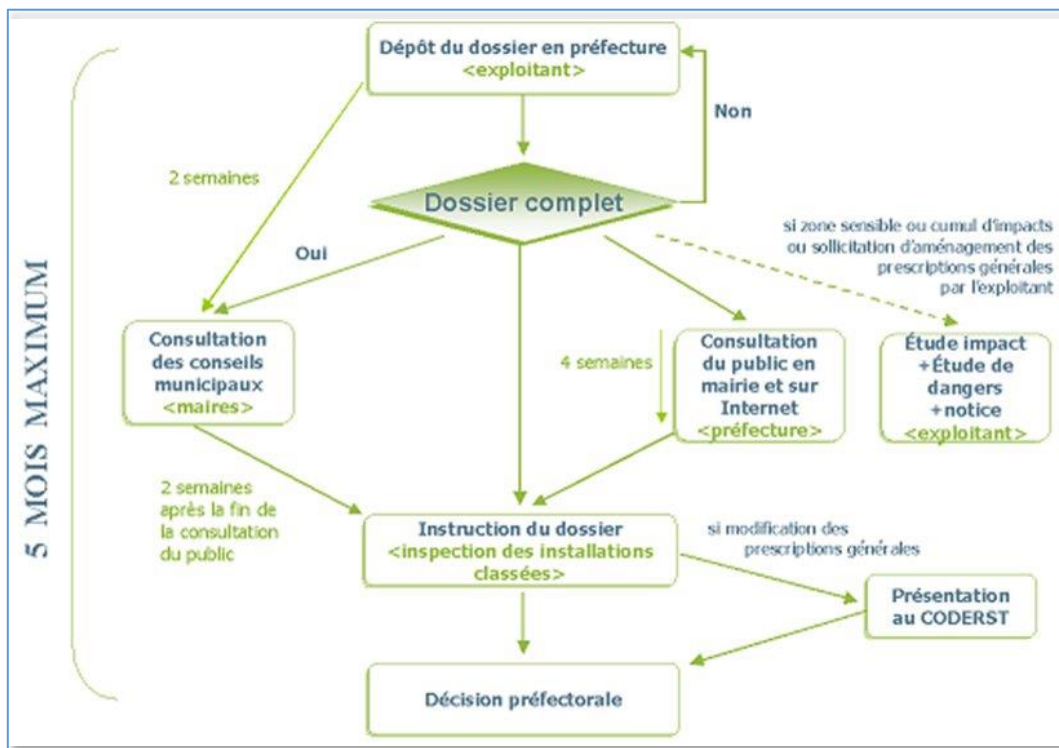 Dépôt du dossier en préfecture
<exploitant>
Non
2 semaines
Dossier complet
si zone sensible ou cumul d'impacts
ou sollicitation d'aménagement des
prescriptions générales
par l'exploitant
Oui
Consultation
des conseils
municipaux
<maires>
4 semaines
Consultation
du public en
mairie et sur
Internet
<préfecture>
Étude impact
+Étude de
dangers
+notice
<exploitant>
5 MOIS MAXIMUM
2 semaines
après la fin de
la consultation
du public
Instruction du dossier
<inspection des installations
classées>
si modification des
prescriptions générales
Présentation
au CODERST
Décision préfectorale